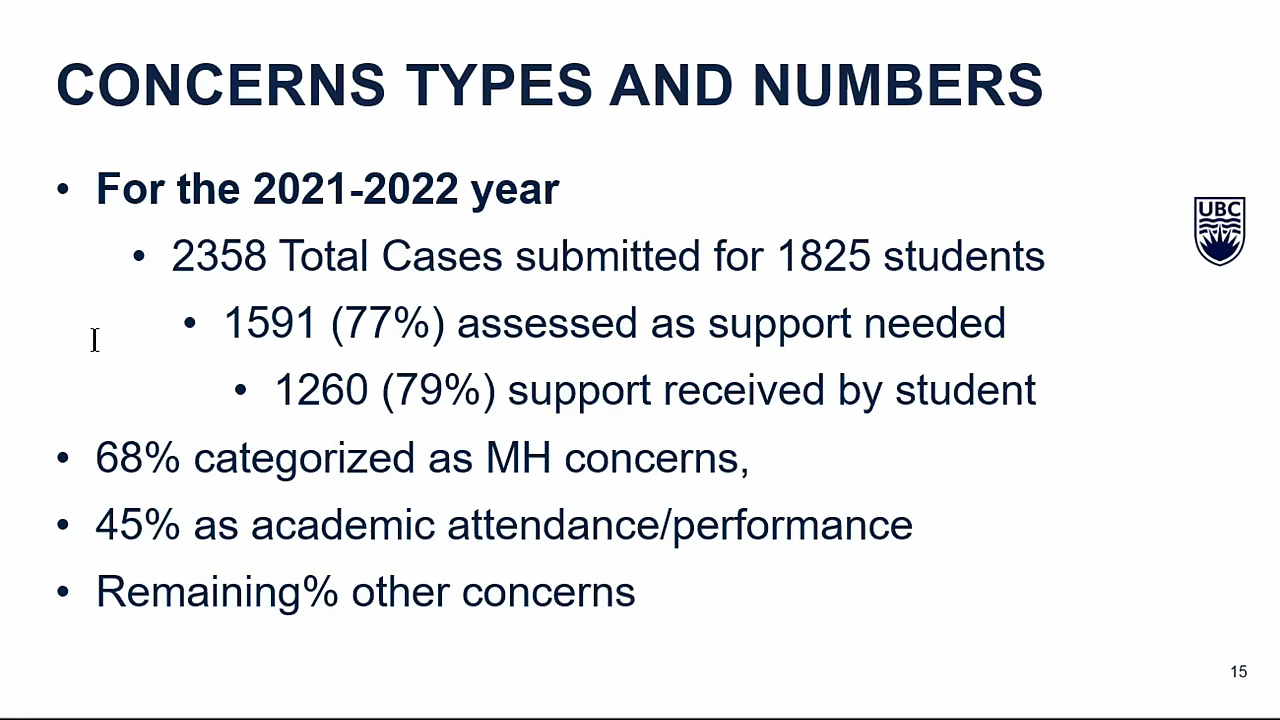 CONCERNS TYPES AND NUMBERS
• For the 2021-2022 year
UBC
• 2358 Total Cases submitted for 1825 students
• 1591 (77%) assessed as support needed
• 1260 (79%) support received by student
• 68% categorized as MH concerns,
• 45% as academic attendance/performance
• Remaining% other concerns
15